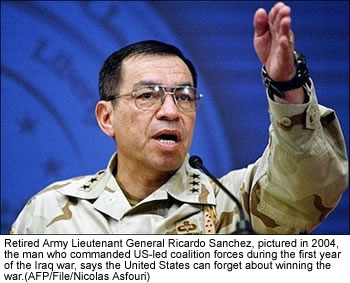 Retired Army Lieutenant General Ricardo Sanchez, pictured in 2004,
the man who commanded US-led coalition forces during the first year
of the Iraq war, says the United States can forget about winning the
war.(AFP/File/Nicolas Asfouri)